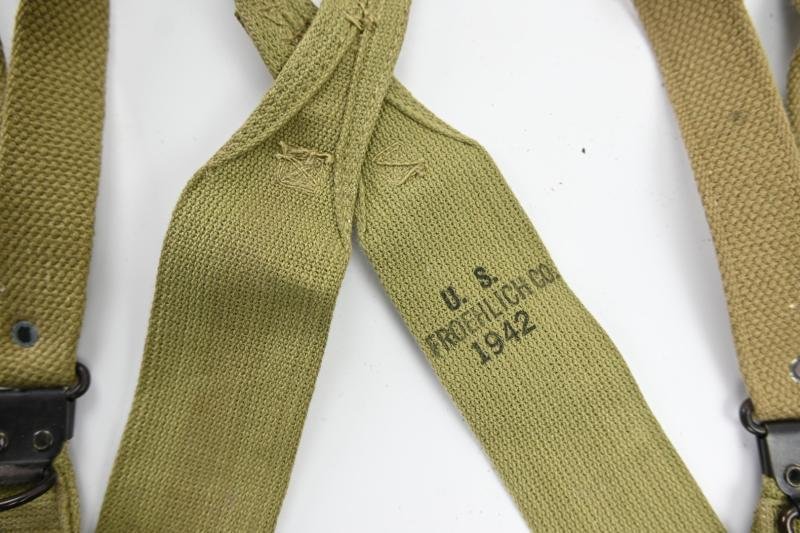 U. S.
FROEHLICH CO.
1942